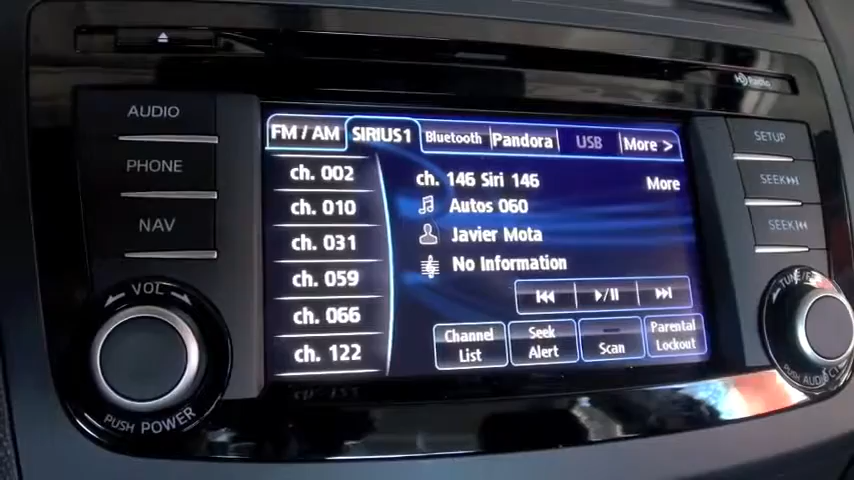 HD Radio
AUDIO
PHONE
NAV
VOL
PUSH POWER
FM / AM SIRIUS1 Bluetooth Pandora USB More >
ch. 002
ch. 010
ch. 031
ch. 059
ch. 066
ch. 122
ch. 146 Siri 146
More
Autos 060
Javier Mota
No Information
Channel List
Seek Alert
Scan
Parental Lockout
SETUP
SEEK
SEEK
TUNE/
PUSH